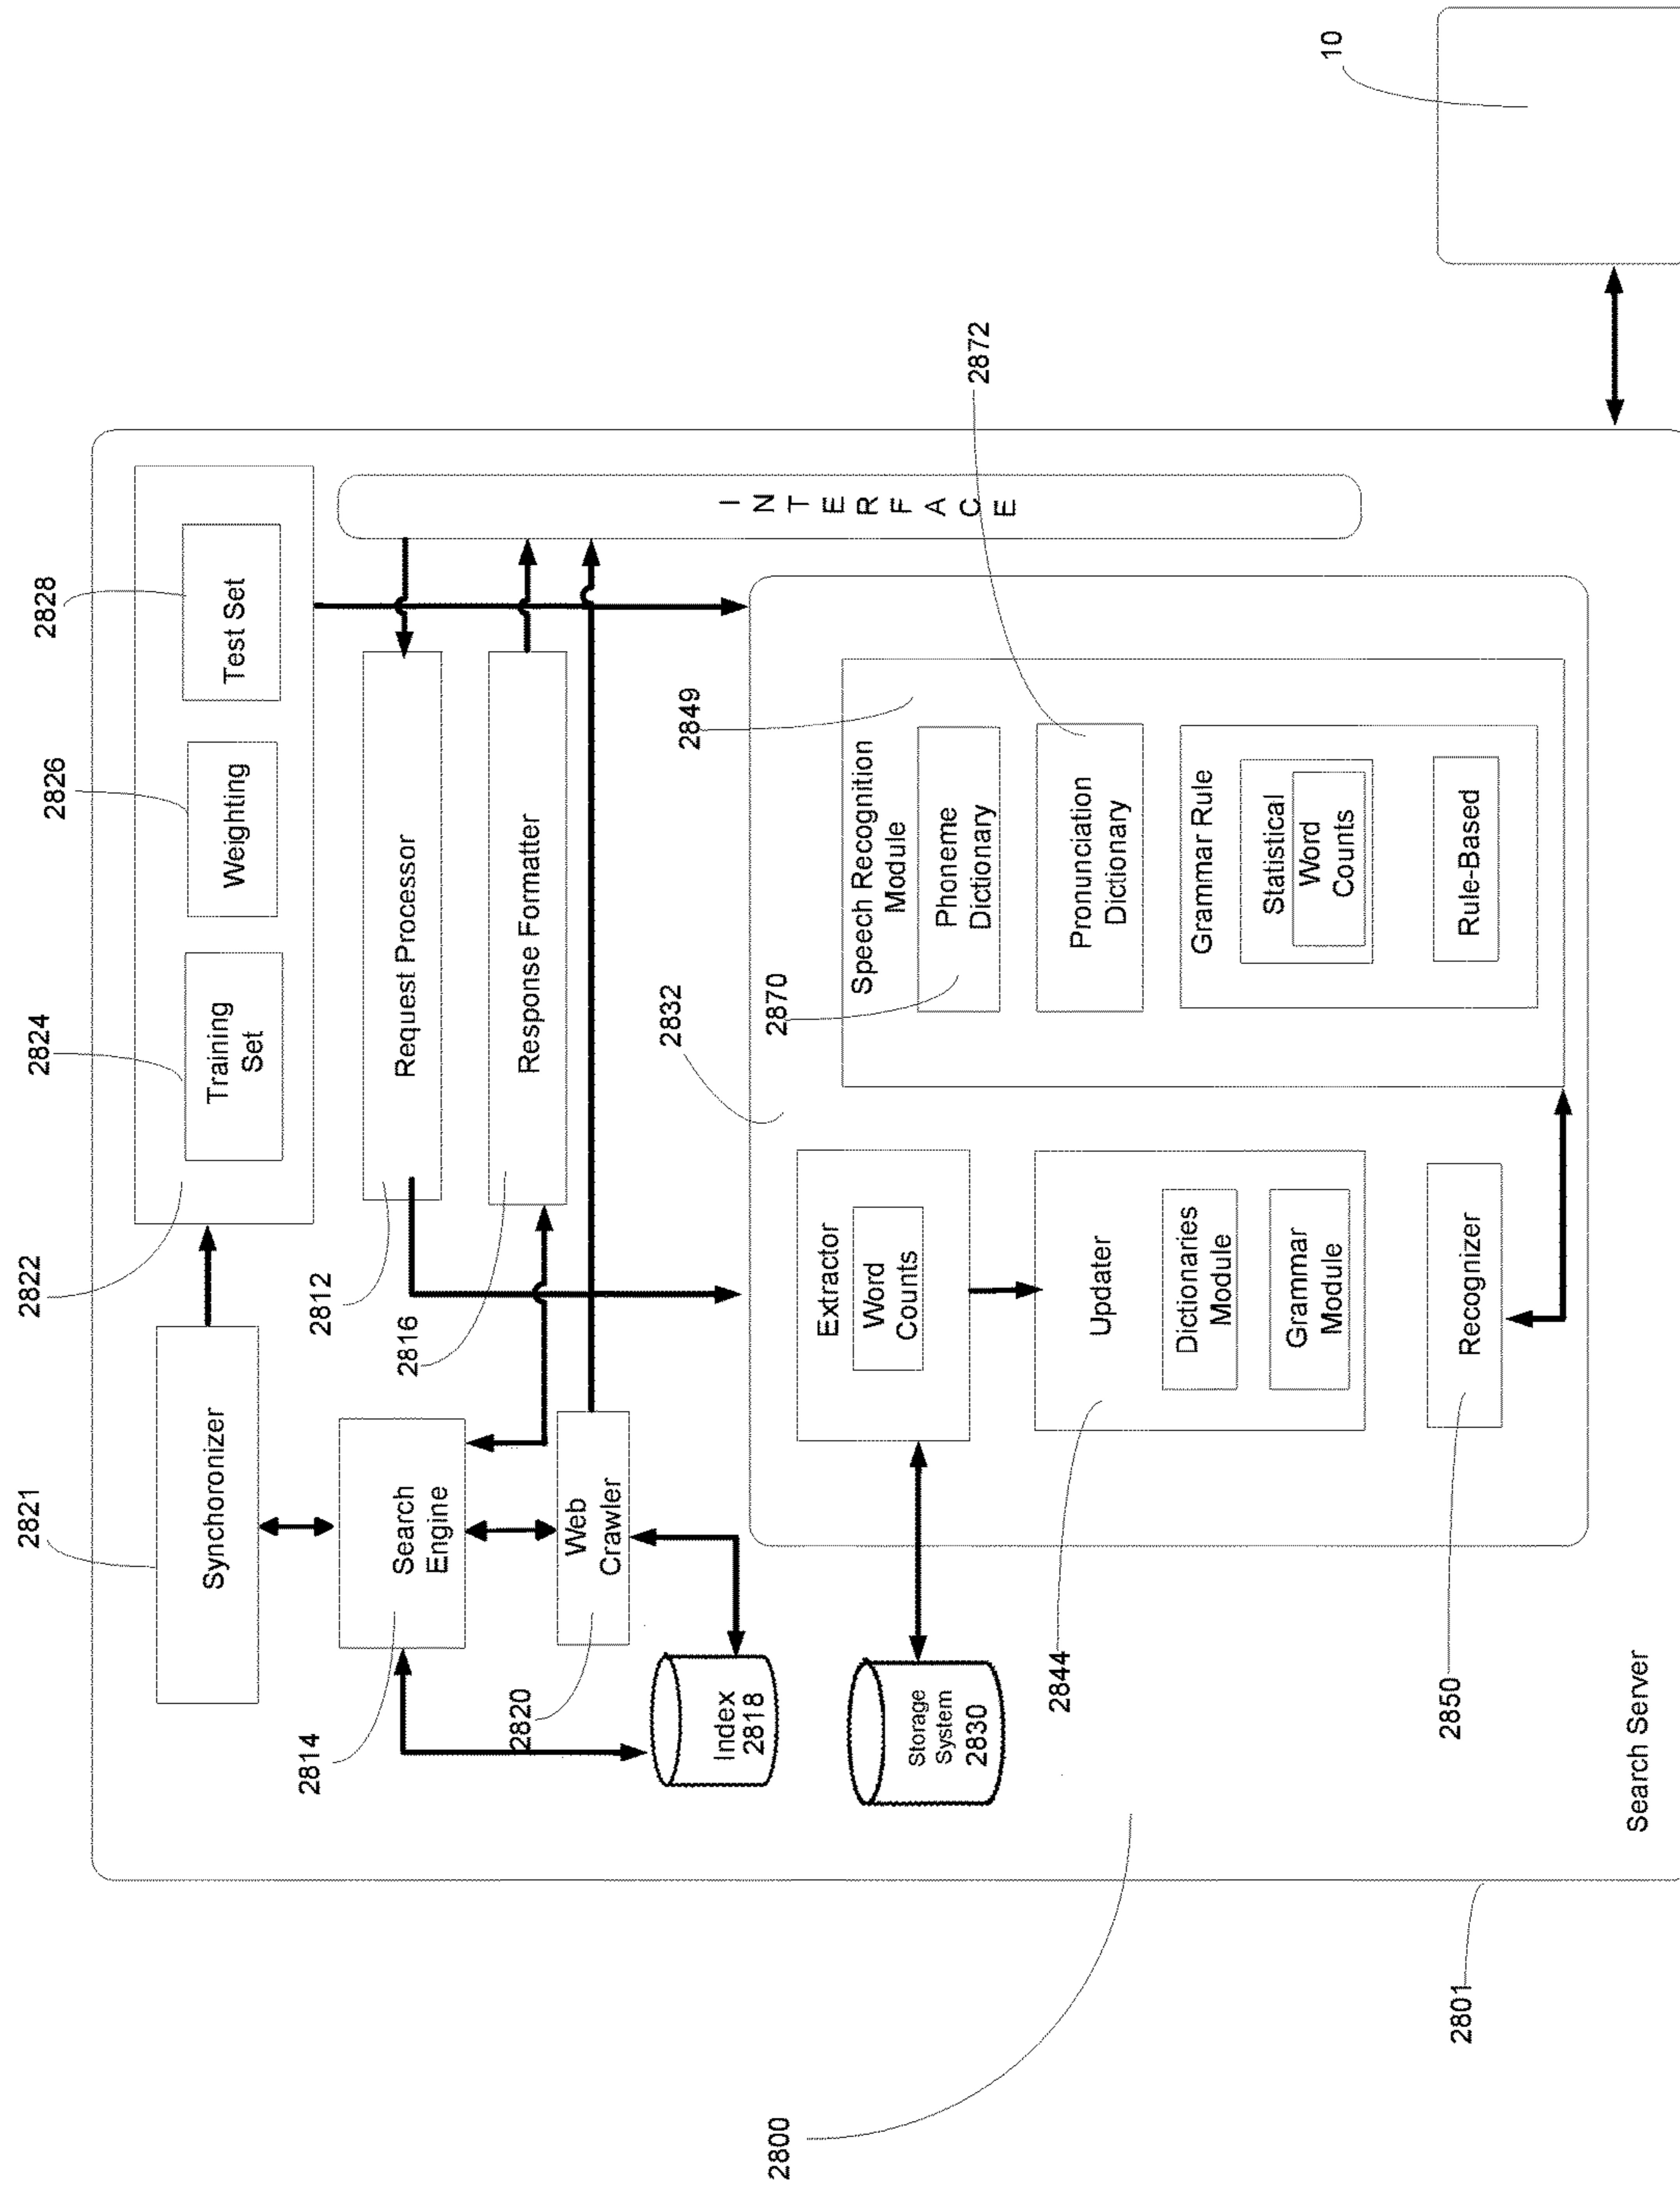 2821
2822
2824
2826
2828
10
Synchoronizer
Training
Set
Weighting
Test Set
2814
Search
Engine
2812
Request Processor
2816
Response Formatter
I N T E R F A C E
2820
Web
Crawler
Index
2818
2832
2849
2870
2872
Storage
System
2830
Extractor
Word
Counts
Speech Recognition
Module
Phoneme
Dictionary
2844
Updater
Dictionaries
Module
Grammar
Module
Pronunciation
Dictionary
Grammar Rule
Statistical
Word
Counts
Rule-Based
2850
Recognizer
Search Server
2801
2800